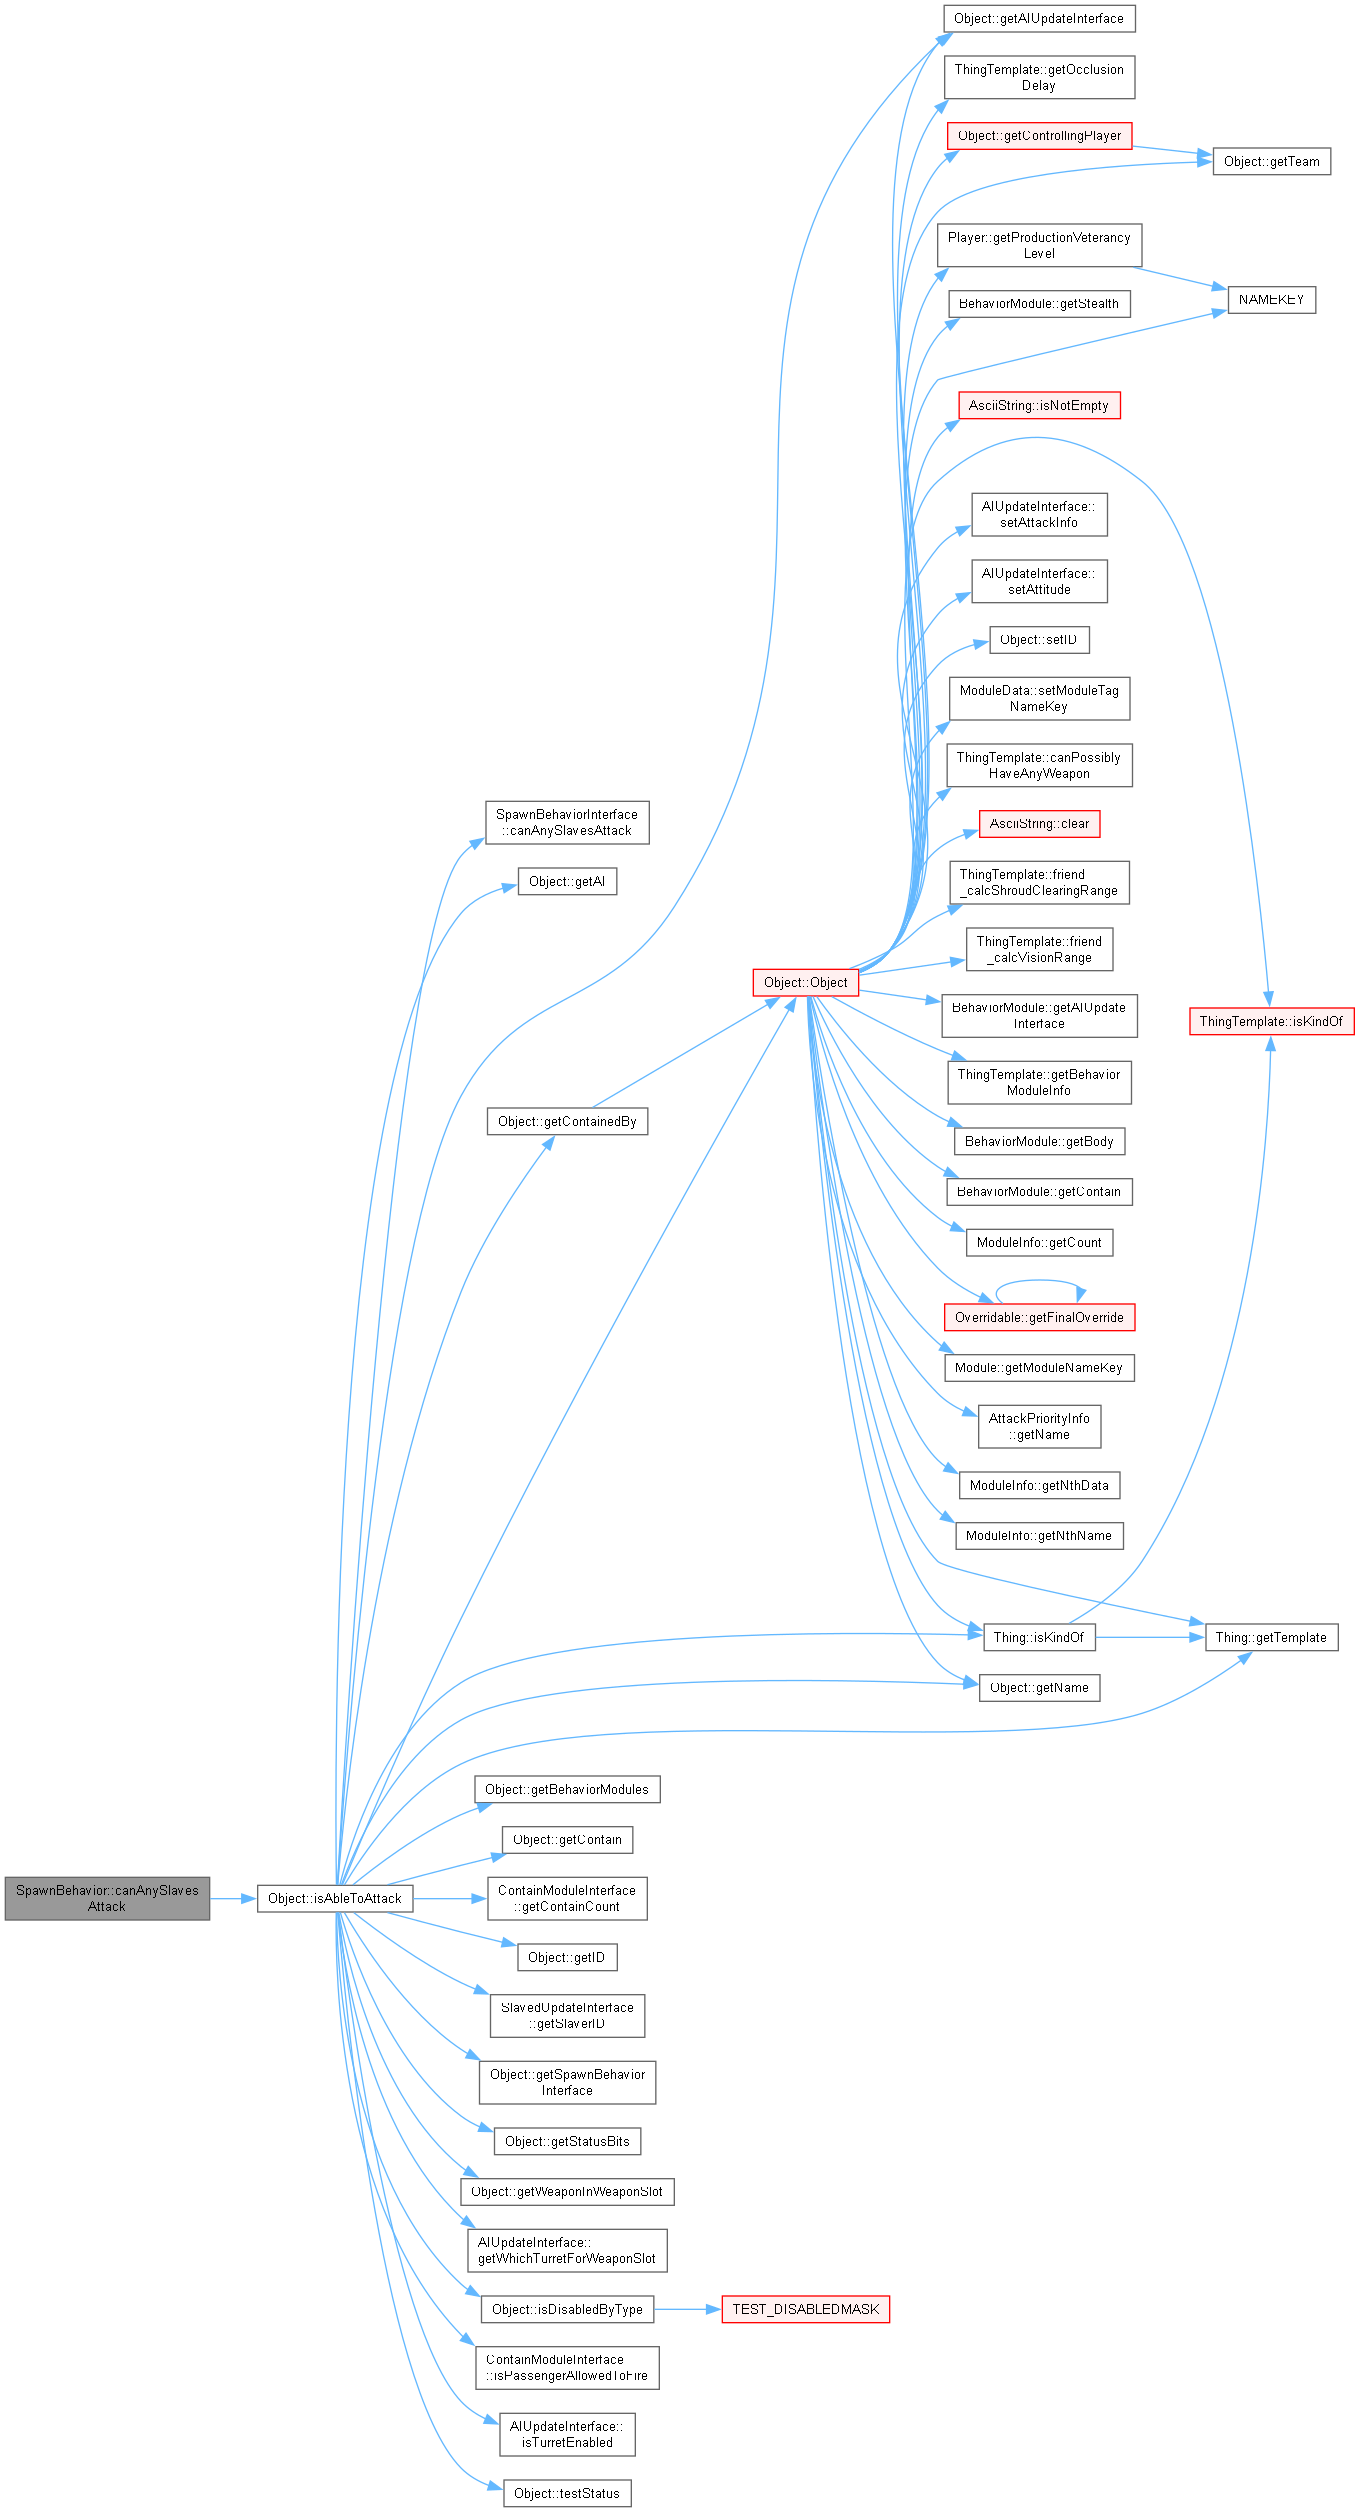 Object::getAIUpdateInterface
ThingTemplate::getOcclusion
Delay
Object::getControllingPlayer
Object::getTeam
Player::getProductionVeterancy
Level
BehaviorModule::getStealth
NAMEKEY
AsciiString::isNotEmpty
AIUpdateInterface::
setAttackInfo
AIUpdateInterface::
setAttitude
Object::setID
ModuleData::setModuleTag
NameKey
ThingTemplate::canPossibly
HaveAnyWeapon
SpawnBehaviorInterface
::canAnySlavesAttack
AsciiString::clear
Object::getAI
ThingTemplate::friend
_calcShroudClearingRange
ThingTemplate::friend
_calcVisionRange
Object::Object
BehaviorModule::getAIUpdate
Interface
ThingTemplate::isKindOf
ThingTemplate::getBehavior
ModuleInfo
Object::getContainedBy
BehaviorModule::getBody
BehaviorModule::getContain
ModuleInfo::getCount
Overridable::getFinalOverride
Module::getModuleNameKey
AttackPriorityInfo
::getName
ModuleInfo::getNthData
ModuleInfo::getNthName
Thing::isKindOf
Thing::getTemplate
Object::getName
Object::getBehaviorModules
Object::getContain
SpawnBehavior::canAnySlaves
Attack
Object::isAbleToAttack
ContainModuleInterface
::getContainCount
Object::getID
SlavedUpdateInterface
::getSlaverID
Object::getSpawnBehavior
Interface
Object::getStatusBits
Object::getWeaponInWeaponSlot
AIUpdateInterface::
getWhichTurretForWeaponSlot
Object::isDisabledByType
TEST_DISABLEDMASK
ContainModuleInterface
::isPassengerAllowedToFire
AIUpdateInterface::
isTurretEnabled
Object::testStatus